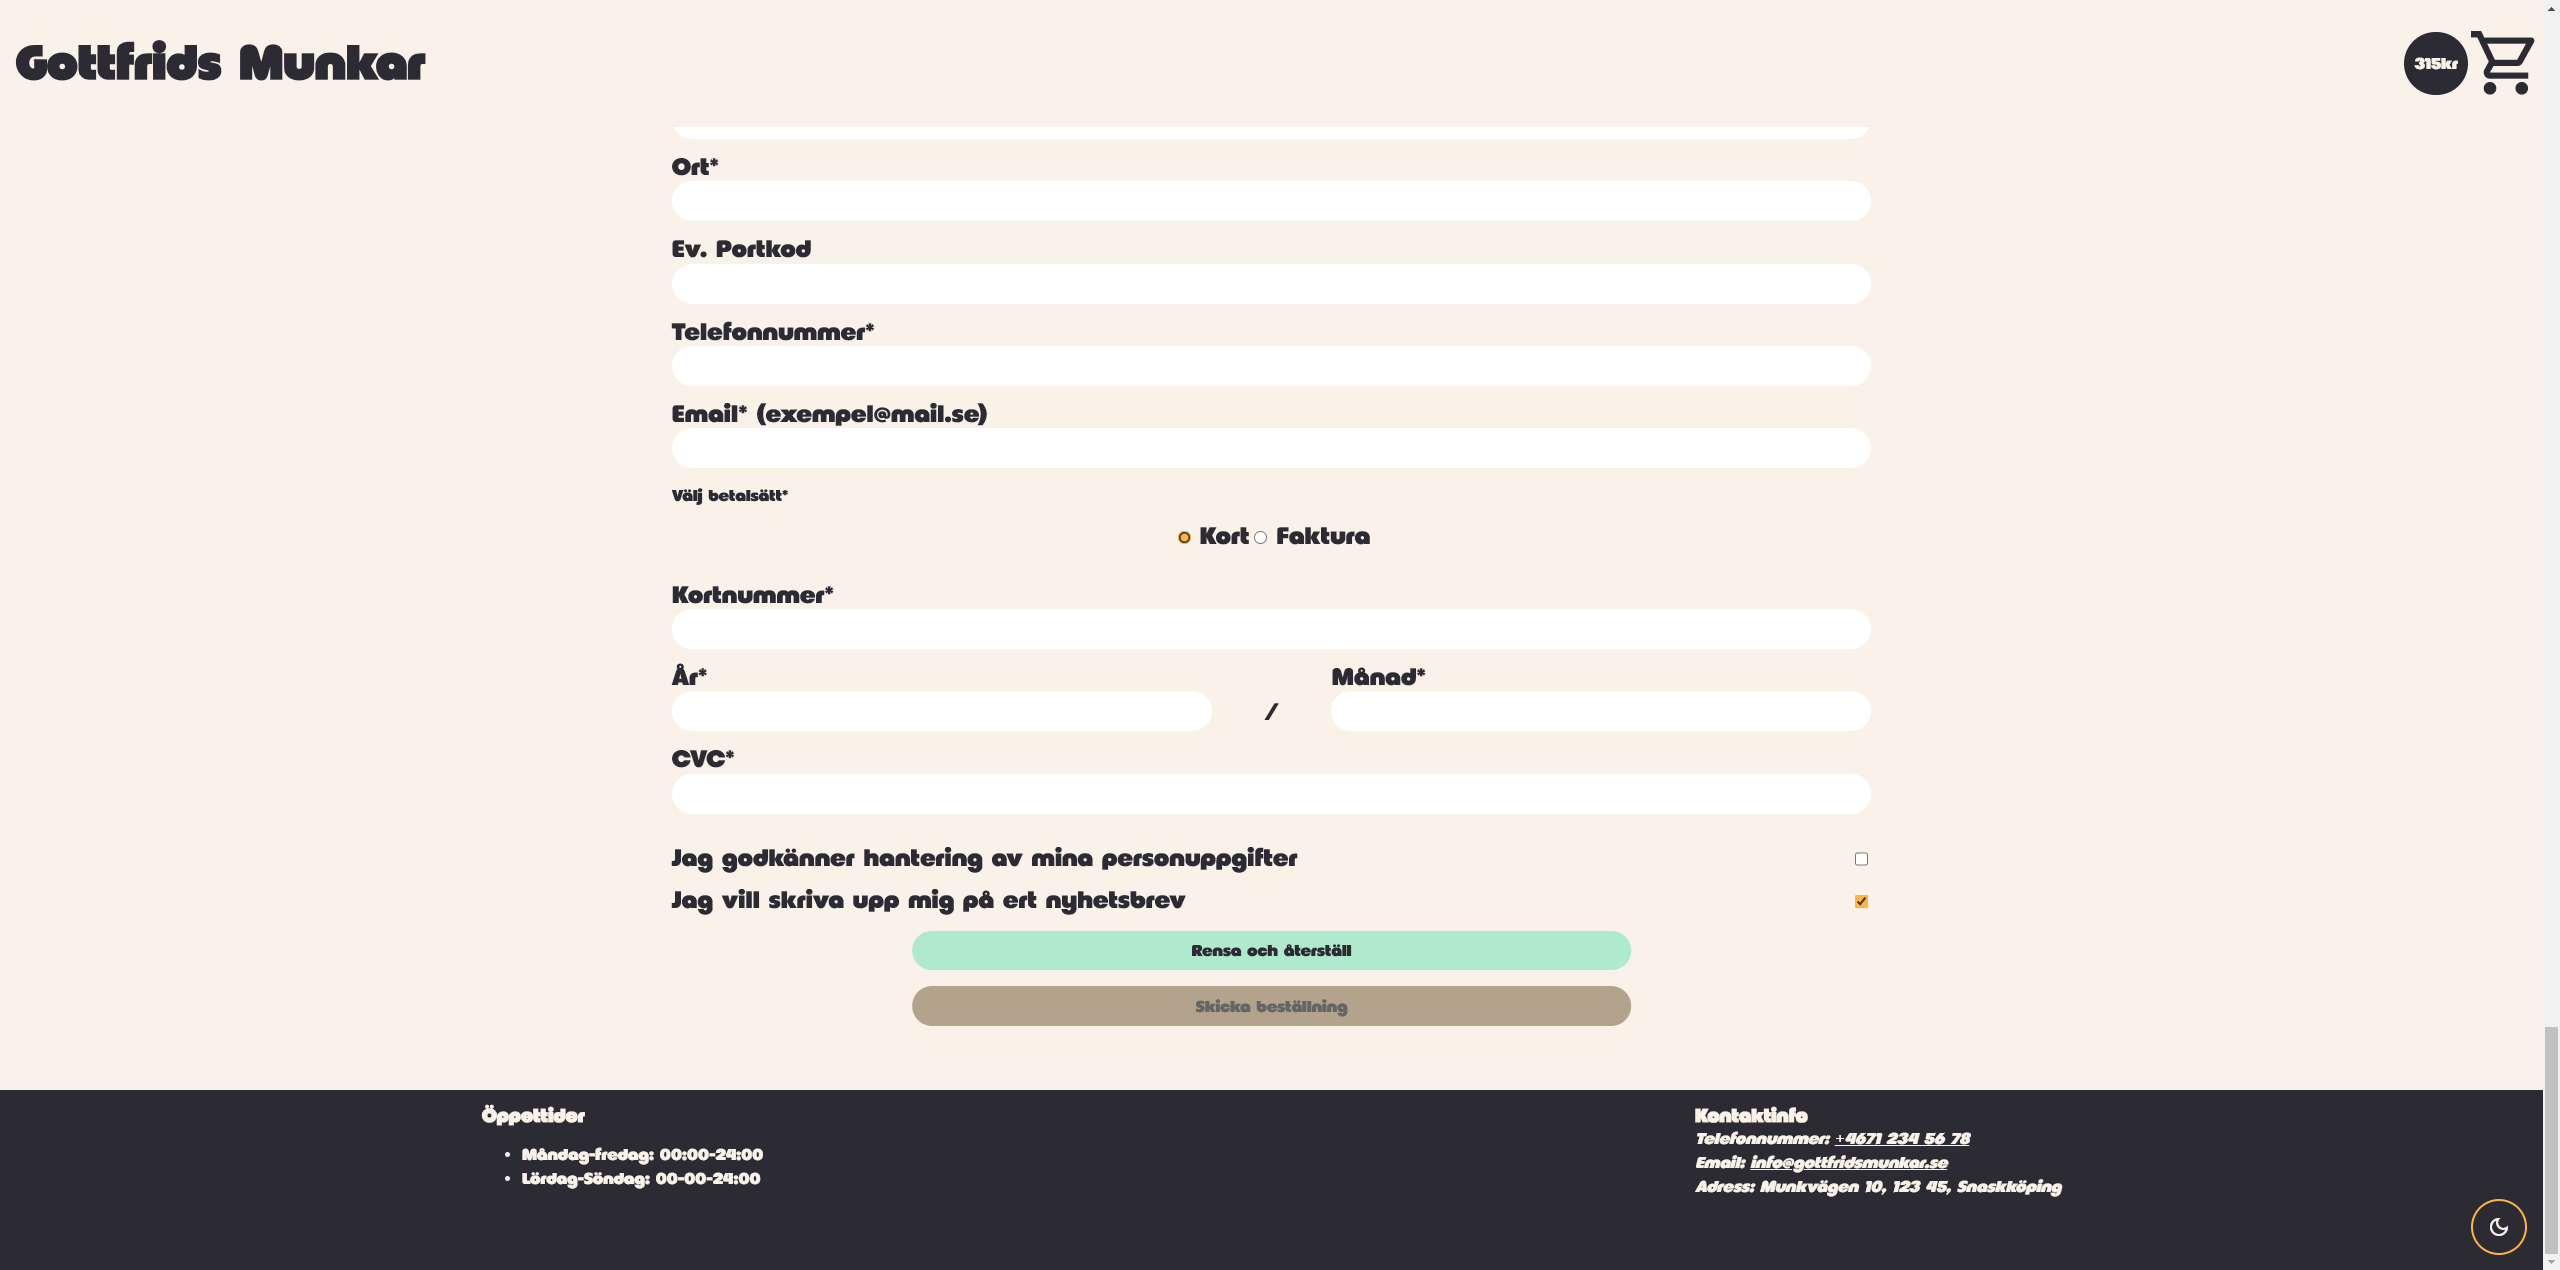 Gottfrids Munkar
315kr
Ort*
Ev. Portkod
Telefonnummer*
Email* (exempel@mail.se)
Välj betalsätt*
Kort Faktura
Kortnummer*
År* / Månad*
CVC*
Jag godkänner hantering av mina personuppgifter
Jag vill skriva upp mig på ert nyhetsbrev
Rensa och återställ
Skicka beställning
Öppettider
Måndag-fredag: 00:00-24:00
Lördag-Söndag: 00-00-24:00
Kontaktinfo
Telefonnummer: +4671 234 56 78
Email: info@gottfridsmunkar.se
Adress: Munkvägen 10, 123 45, Snaskköping